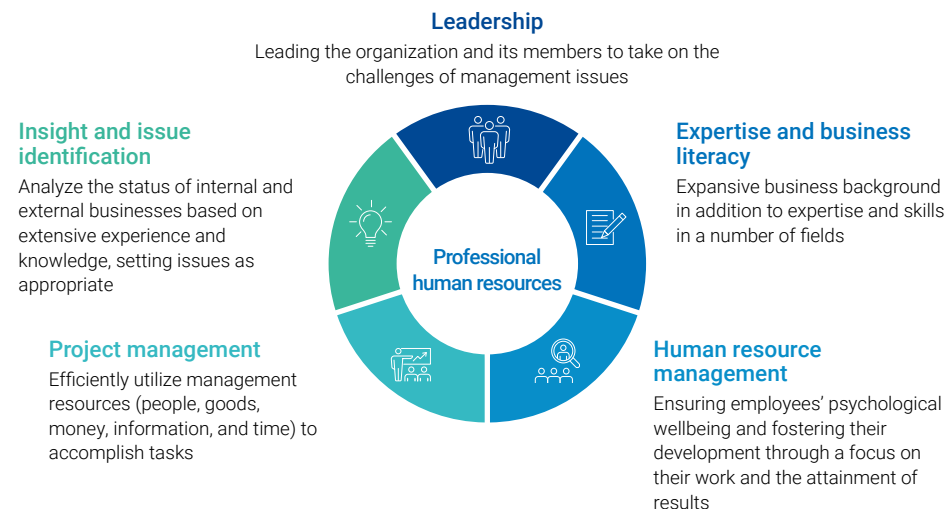 Leadership
Leading the organization and its members to take on the
challenges of management issues
Insight and issue
identification
Analyze the status of internal and
external businesses based on
extensive experience and
knowledge, setting issues as
appropriate
Expertise and business
literacy
Expansive business background
in addition to expertise and skills
in a number of fields
Professional
human resources
Project management
Efficiently utilize management
resources (people, goods,
money, information, and time) to
accomplish tasks
Human resource
management
Ensuring employees’ psychological
wellbeing and fostering their
development through a focus on
their work and the attainment of
results